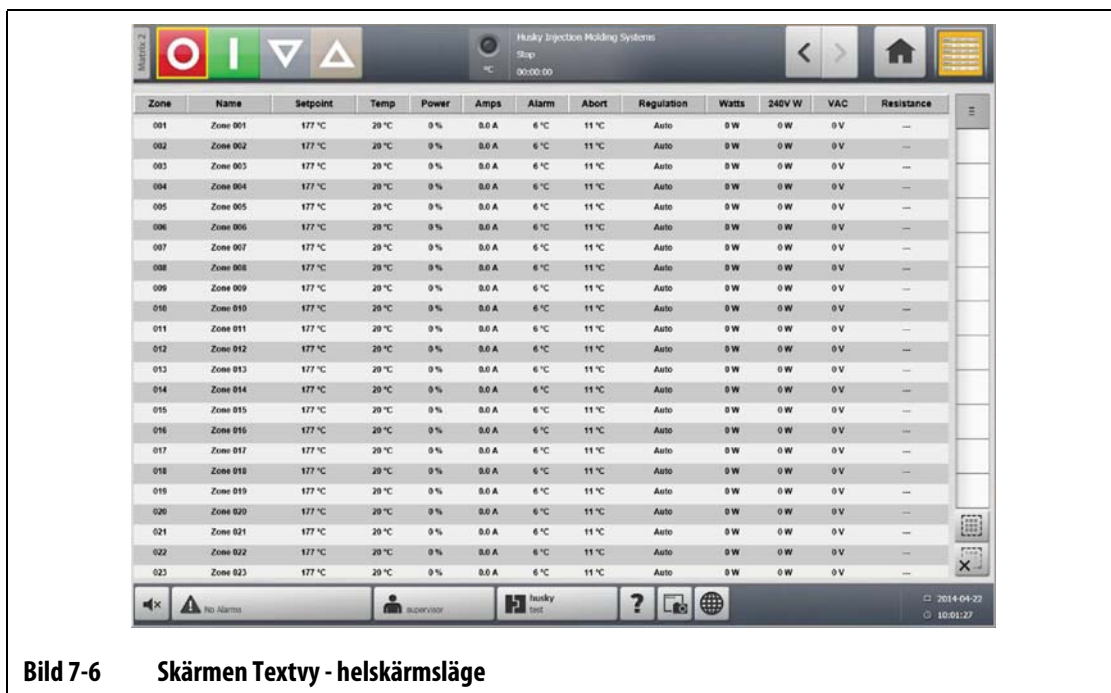 Matrix 2
°C
Husky Injection Molding Systems
Stop
00:00:00
Zone Name Setpoint Temp Power Amps Alarm Abort Regulation Watts 240V W VAC Resistance
001 Zone 001 177 °C 20 °C 0 % 0.0 A 6 °C 11 °C Auto 0 W 0 W 0 V ---
002 Zone 002 177 °C 20 °C 0 % 0.0 A 6 °C 11 °C Auto 0 W 0 W 0 V ---
003 Zone 003 177 °C 20 °C 0 % 0.0 A 6 °C 11 °C Auto 0 W 0 W 0 V ---
004 Zone 004 177 °C 20 °C 0 % 0.0 A 6 °C 11 °C Auto 0 W 0 W 0 V ---
005 Zone 005 177 °C 20 °C 0 % 0.0 A 6 °C 11 °C Auto 0 W 0 W 0 V ---
006 Zone 006 177 °C 20 °C 0 % 0.0 A 6 °C 11 °C Auto 0 W 0 W 0 V ---
007 Zone 007 177 °C 20 °C 0 % 0.0 A 6 °C 11 °C Auto 0 W 0 W 0 V ---
008 Zone 008 177 °C 20 °C 0 % 0.0 A 6 °C 11 °C Auto 0 W 0 W 0 V ---
009 Zone 009 177 °C 20 °C 0 % 0.0 A 6 °C 11 °C Auto 0 W 0 W 0 V ---
010 Zone 010 177 °C 20 °C 0 % 0.0 A 6 °C 11 °C Auto 0 W 0 W 0 V ---
011 Zone 011 177 °C 20 °C 0 % 0.0 A 6 °C 11 °C Auto 0 W 0 W 0 V ---
012 Zone 012 177 °C 20 °C 0 % 0.0 A 6 °C 11 °C Auto 0 W 0 W 0 V ---
013 Zone 013 177 °C 20 °C 0 % 0.0 A 6 °C 11 °C Auto 0 W 0 W 0 V ---
014 Zone 014 177 °C 20 °C 0 % 0.0 A 6 °C 11 °C Auto 0 W 0 W 0 V ---
015 Zone 015 177 °C 20 °C 0 % 0.0 A 6 °C 11 °C Auto 0 W 0 W 0 V ---
016 Zone 016 177 °C 20 °C 0 % 0.0 A 6 °C 11 °C Auto 0 W 0 W 0 V ---
017 Zone 017 177 °C 20 °C 0 % 0.0 A 6 °C 11 °C Auto 0 W 0 W 0 V ---
018 Zone 018 177 °C 20 °C 0 % 0.0 A 6 °C 11 °C Auto 0 W 0 W 0 V ---
019 Zone 019 177 °C 20 °C 0 % 0.0 A 6 °C 11 °C Auto 0 W 0 W 0 V ---
020 Zone 020 177 °C 20 °C 0 % 0.0 A 6 °C 11 °C Auto 0 W 0 W 0 V ---
021 Zone 021 177 °C 20 °C 0 % 0.0 A 6 °C 11 °C Auto 0 W 0 W 0 V ---
022 Zone 022 177 °C 20 °C 0 % 0.0 A 6 °C 11 °C Auto 0 W 0 W 0 V ---
023 Zone 023 177 °C 20 °C 0 % 0.0 A 6 °C 11 °C Auto 0 W 0 W 0 V ---
No Alarms
supervisor
husky
test
?
2014-04-22
10:01:27
Bild 7-6 Skärmen Textvy - helskärmsläge